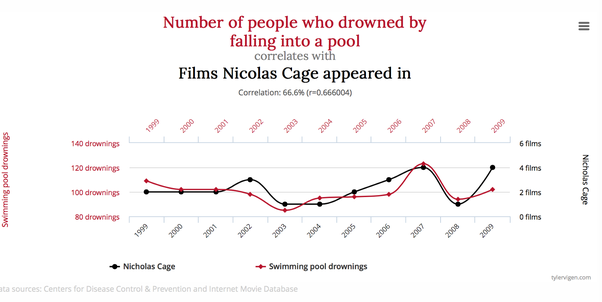 Number of people who drowned by
falling into a pool
correlates with
Films Nicolas Cage appeared in
Correlation: 66.6% (r=0.666004)
1999 2000 2001 2002 2003 2004 2005 2006 2007 2008 2009
140 drownings 6 films
120 drownings 4 films
100 drownings 2 films
80 drownings 0 films
Swimming pool drownings
Nicholas Cage
1999 2000 2001 2002 2003 2004 2005 2006 2007 2008 2009
Nicholas Cage Swimming pool drownings
tylervigen.com
ata sources: Centers for Disease Control & Prevention and Internet Movie Database